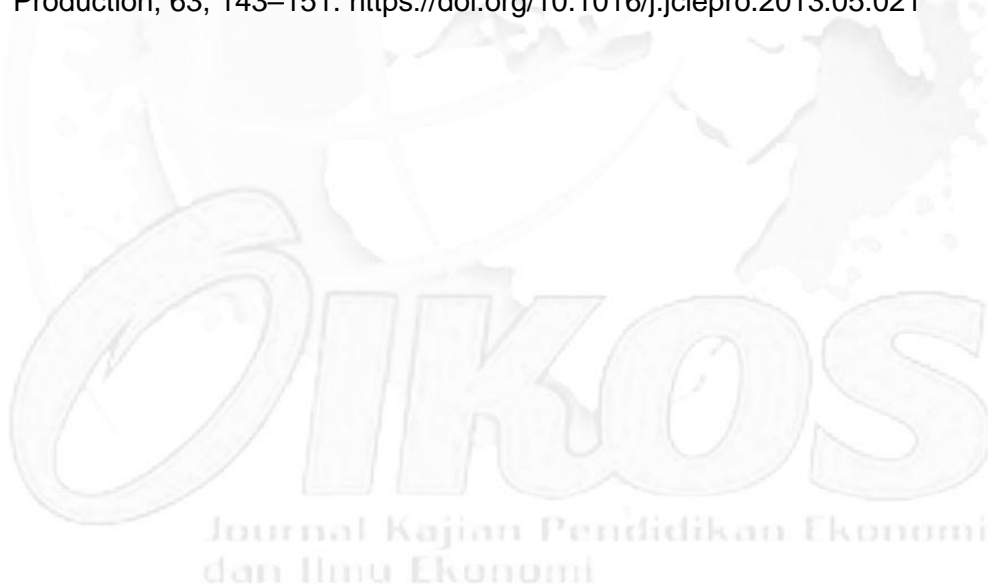 Production, 63, 143–151. https://doi.org/10.1016/j.jclepro.2013.05.021
OIKOS
Journal Kajian Pendidikan Ekonomi
dan Ilmu Ekonomi